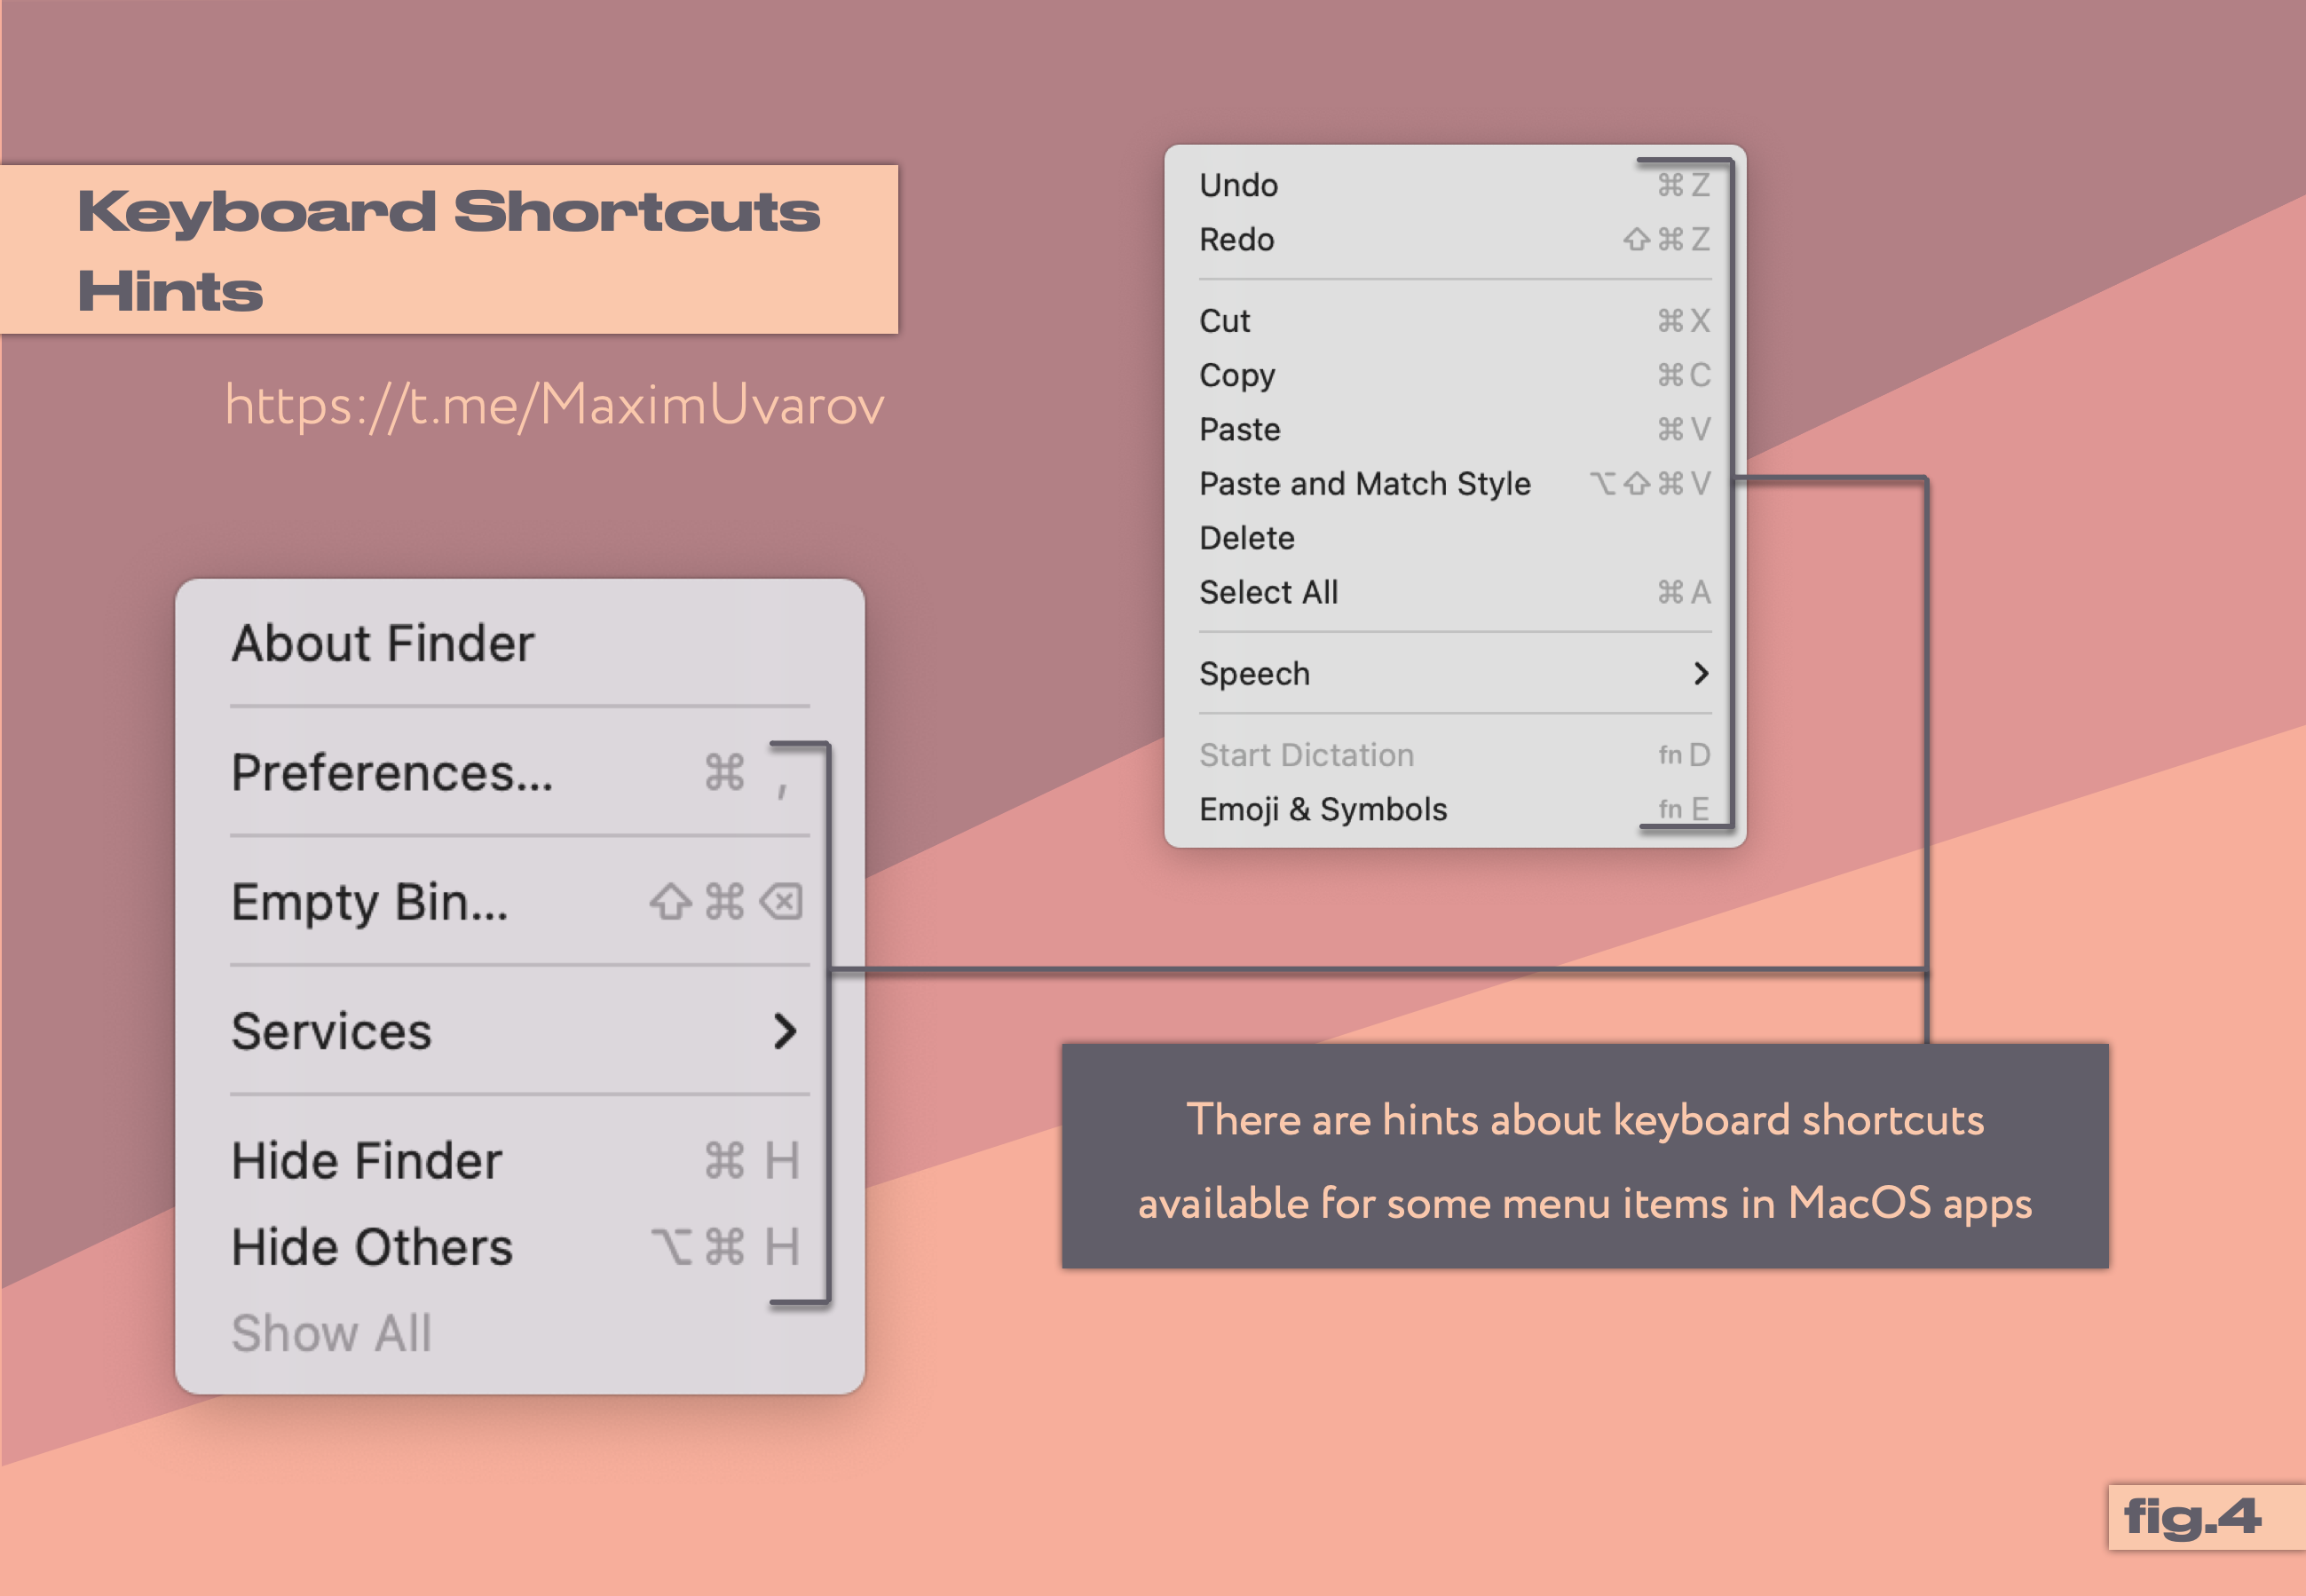 Keyboard Shortcuts
Hints
https://t.me/MaximUvarov
About Finder
Preferences... ⌘ ,
Empty Bin... ⇧ ⌘ ⌫
Services >
Hide Finder ⌘ H
Hide Others ⌥ ⌘ H
Show All
Undo ⌘ Z
Redo ⇧ ⌘ Z
Cut ⌘ X
Copy ⌘ C
Paste ⌘ V
Paste and Match Style ⌥ ⇧ ⌘ V
Delete
Select All ⌘ A
Speech >
Start Dictation fn D
Emoji & Symbols fn E
There are hints about keyboard shortcuts
available for some menu items in MacOS apps
fig.4